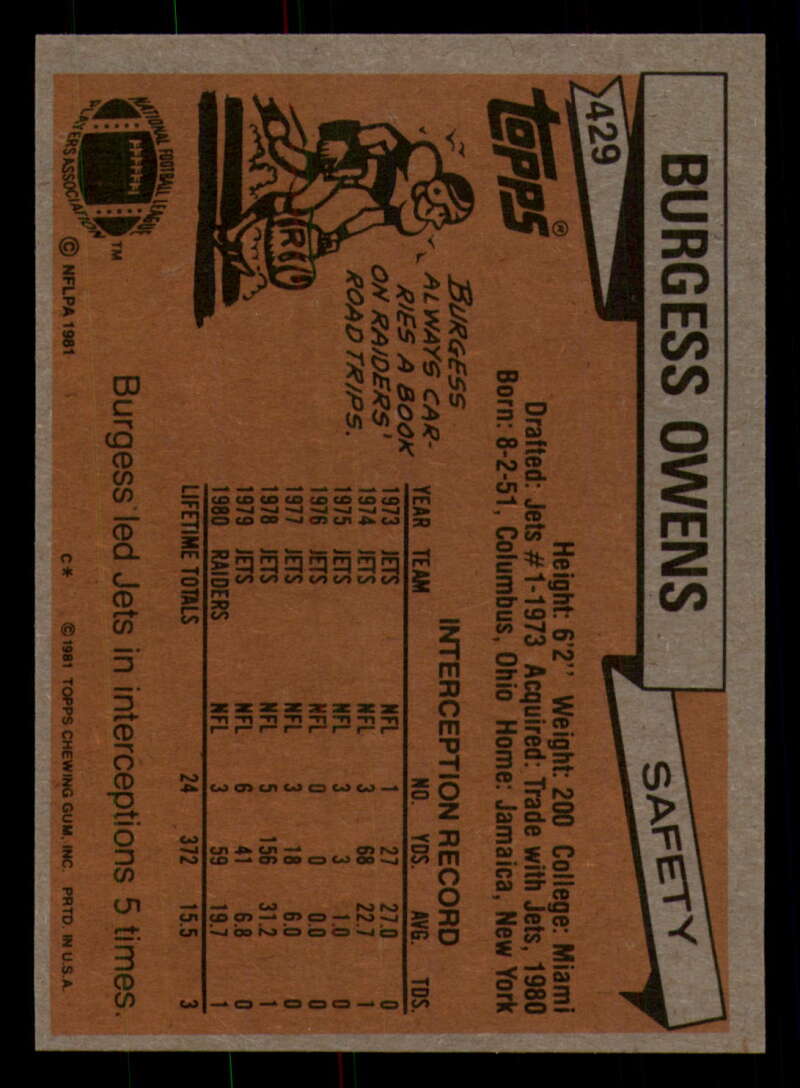 BURGESS OWENS
SAFETY
429
TOPPS®
Height: 6'2" Weight: 200 College: Miami
Drafted: Jets #1-1973 Acquired: Trade with Jets, 1980
Born: 8-2-51, Columbus, Ohio Home: Jamaica, New York
BURGESS
ALWAYS CAR-
RIES A BOOK
ON RAIDERS'
ROAD TRIPS.
INTERCEPTION RECORD
YEAR TEAM NO. YDS. AVG. TDS.
1973 JETS NFL 1 27 27.0 0
1974 JETS NFL 3 68 22.7 1
1975 JETS NFL 3 3 1.0 0
1976 JETS NFL 0 0 0.0 0
1977 JETS NFL 3 18 6.0 0
1978 JETS NFL 5 156 31.2 1
1979 JETS NFL 6 41 6.8 0
1980 RAIDERS NFL 3 59 19.7 1
LIFETIME TOTALS 24 372 15.5 3
Burgess led Jets in interceptions 5 times.
NATIONAL FOOTBALL LEAGUE
PLAYERS ASSOCIATION
TM
© NFLPA 1981
C* © 1981 TOPPS CHEWING GUM, INC. PRTD. IN U.S.A.